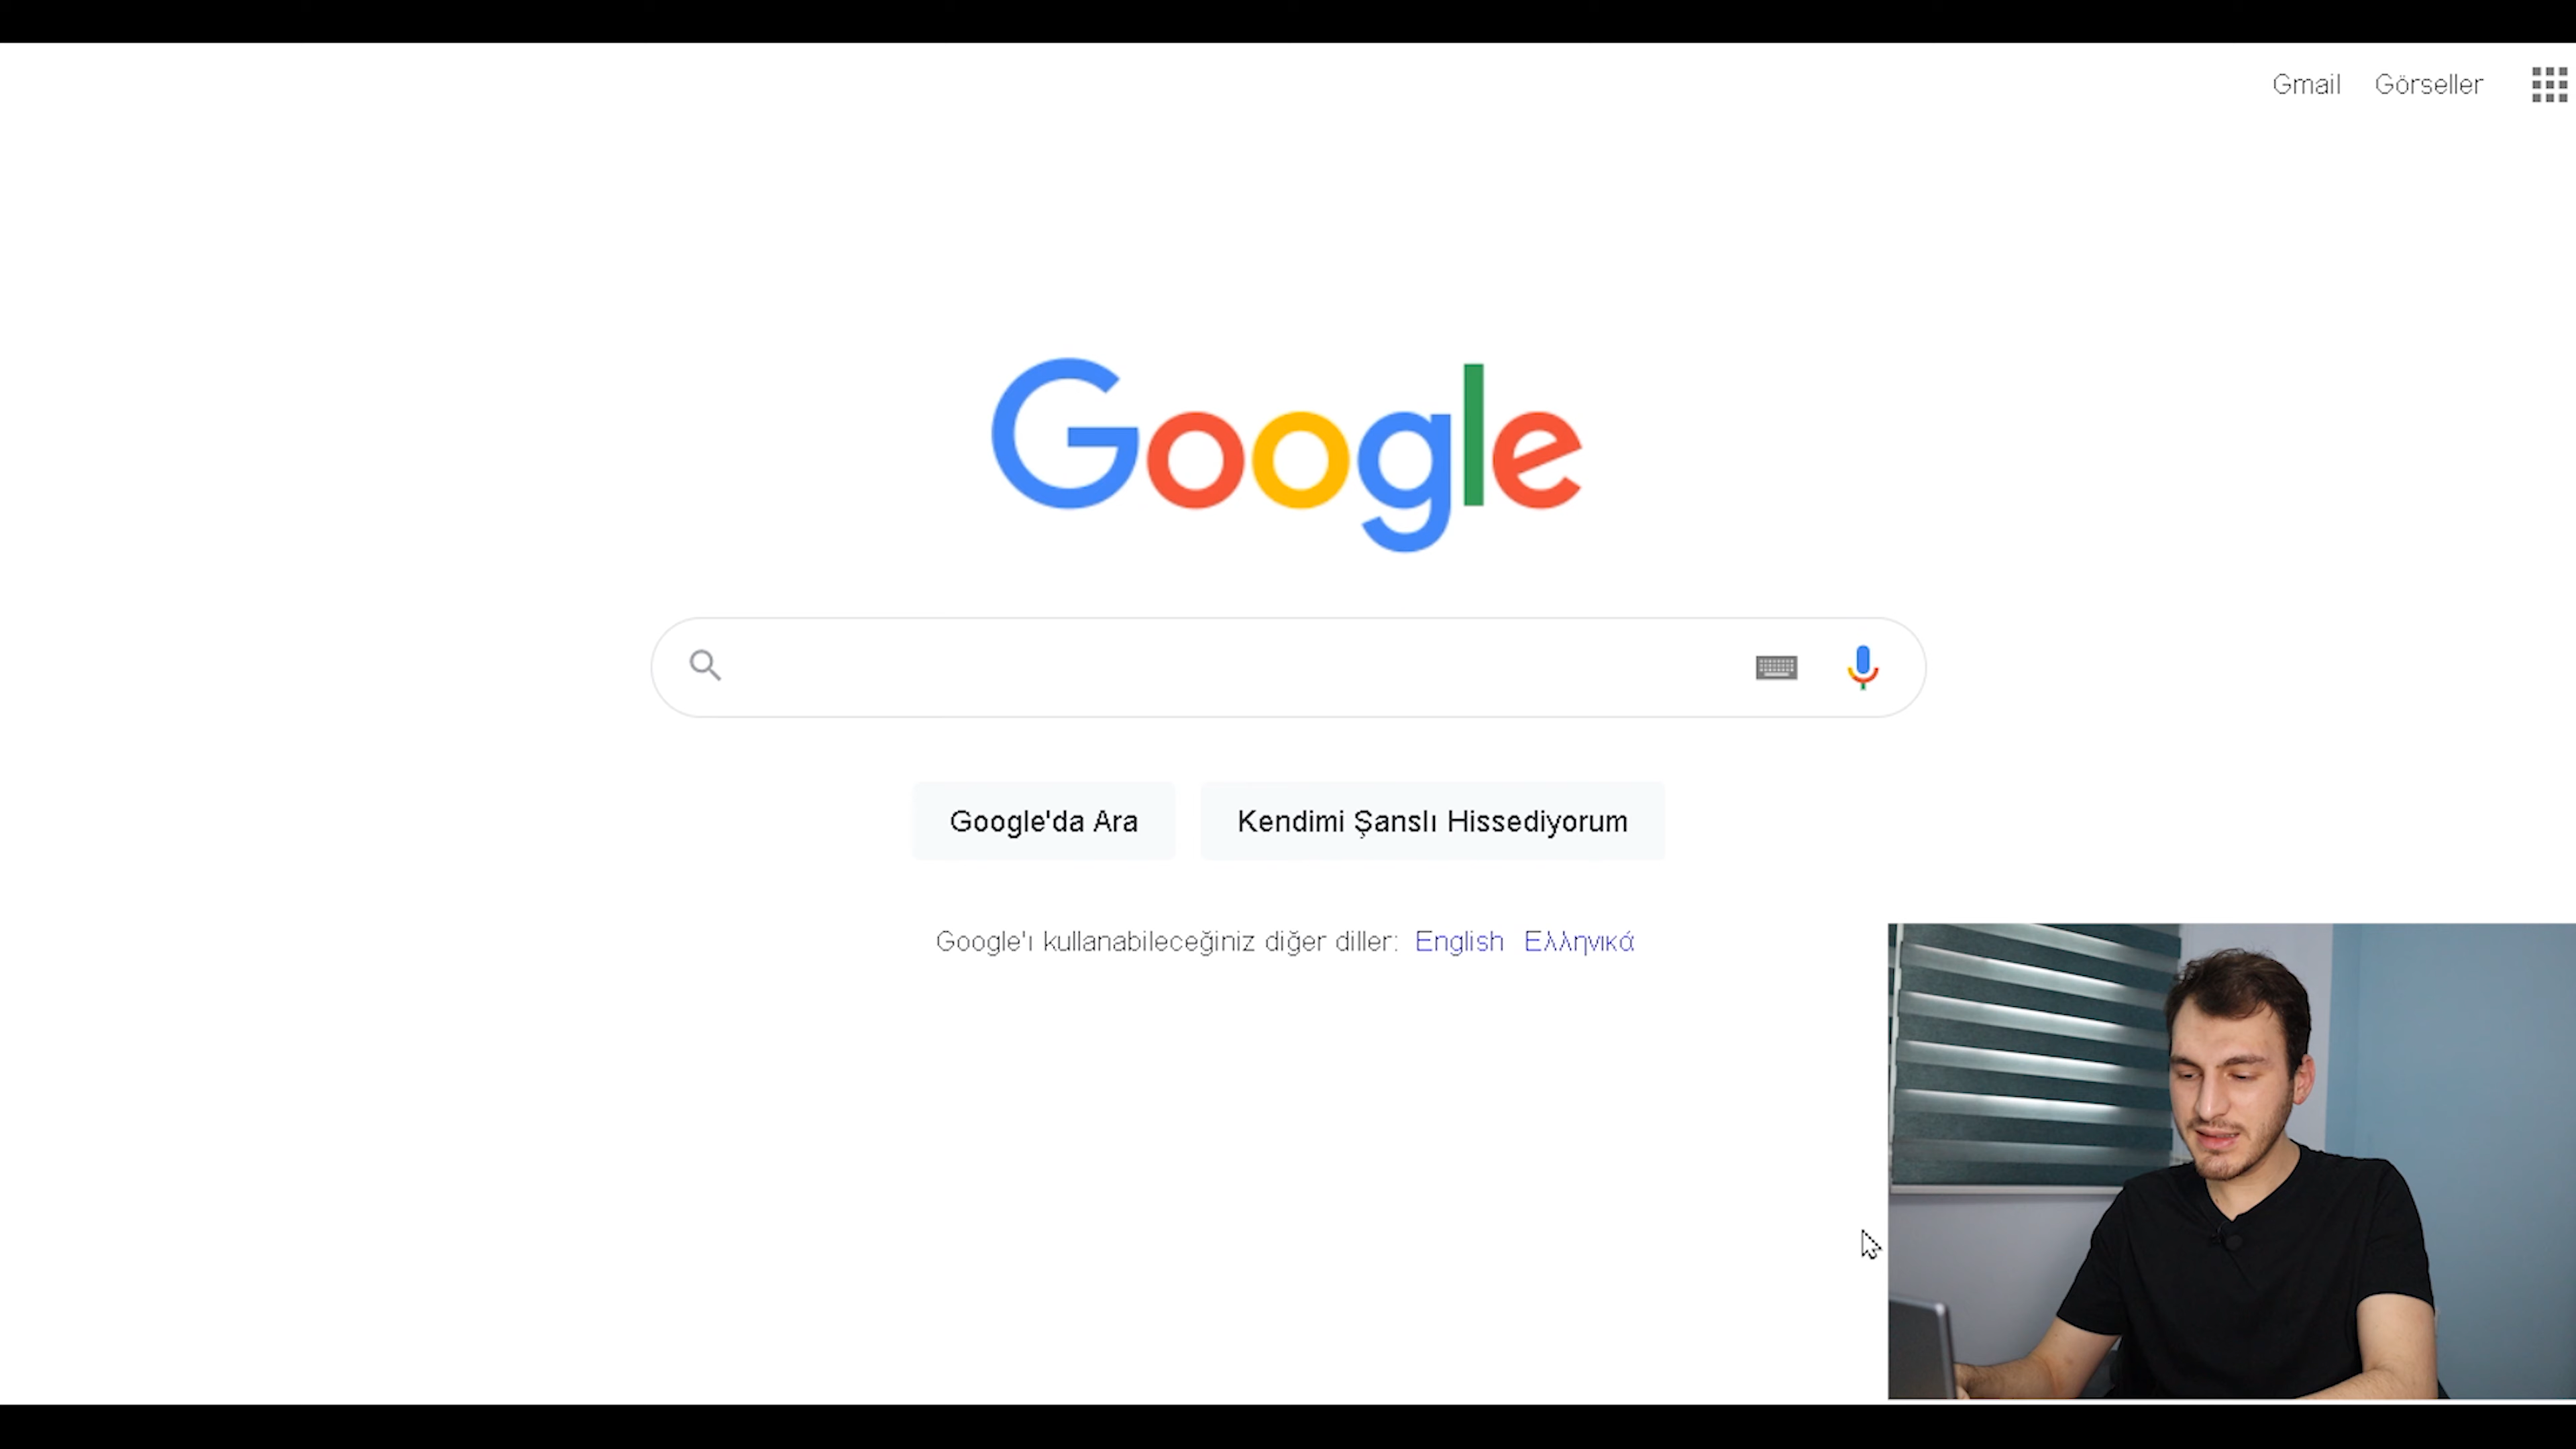 Gmail Görseller
Google
Google'da Ara Kendimi Şanslı Hissediyorum
Google'ı kullanabileceğiniz diğer diller: English Ελληνικά